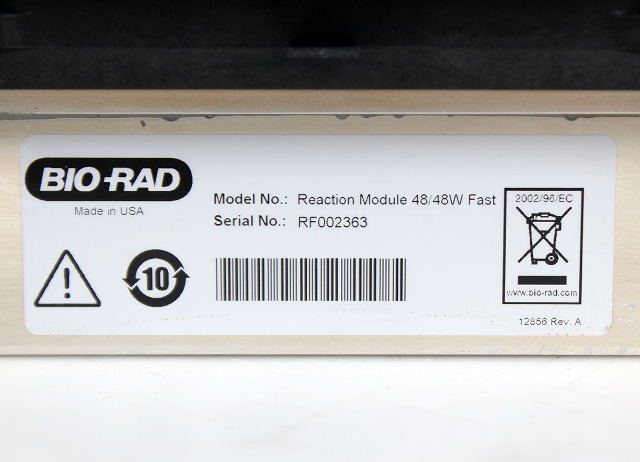 BIO-RAD
Made in USA
Model No.: Reaction Module 48/48W Fast
Serial No.: RF002363
10
2002/96/EC
www.bio-rad.com
12856 Rev. A